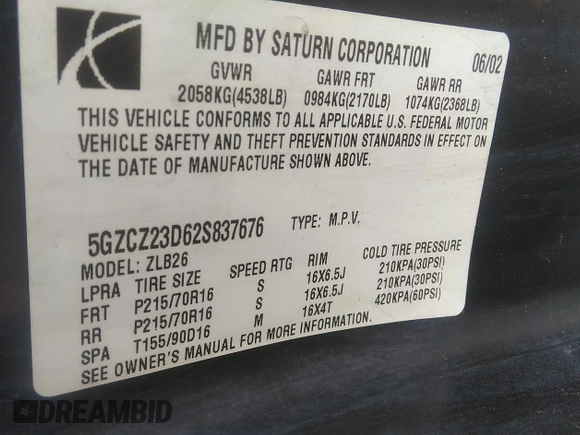 MFD BY SATURN CORPORATION 06/02
GVWR GAWR FRT GAWR RR
2058KG(4538LB) 0984KG(2170LB) 1074KG(2368LB)
THIS VEHICLE CONFORMS TO ALL APPLICABLE U.S. FEDERAL MOTOR
VEHICLE SAFETY AND THEFT PREVENTION STANDARDS IN EFFECT ON
THE DATE OF MANUFACTURE SHOWN ABOVE.
5GZCZ23D62S837676 TYPE: M.P.V.
MODEL: ZLB26
LPRA TIRE SIZE SPEED RTG RIM COLD TIRE PRESSURE
FRT P215/70R16 S 16X6.5J 210KPA(30PSI)
RR P215/70R16 S 16X6.5J 210KPA(30PSI)
SPA T155/90D16 M 16X4T 420KPA(60PSI)
SEE OWNER'S MANUAL FOR MORE INFORMATION.
DREAMBID